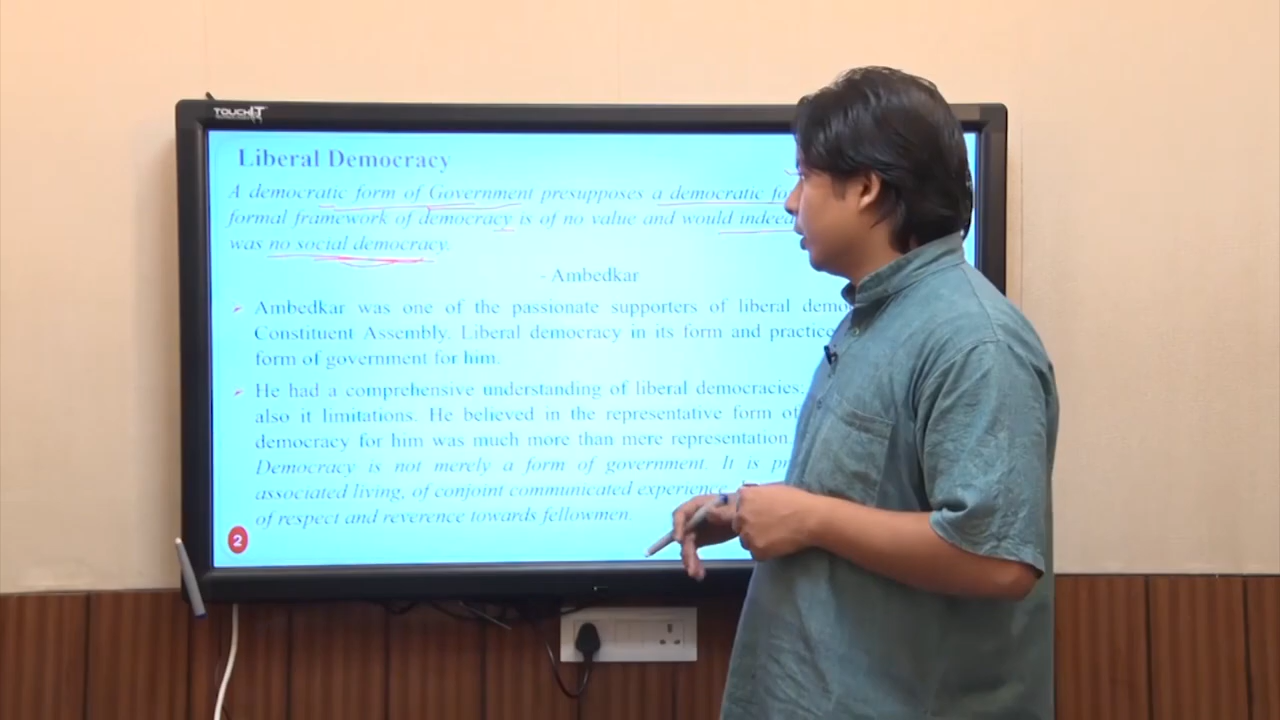 TOUCHIT
Liberal Democracy
A democratic form of Government presupposes a democratic
formal framework of democracy is of no value and would indeed
was no social democracy.
- Ambedkar
Ambedkar was one of the passionate supporters of liberal
Constituent Assembly. Liberal democracy in its form and practice
form of government for him.
He had a comprehensive understanding of liberal democracies.
also it limitations. He believed in the representative form of
democracy for him was much more than mere representation.
Democracy is not merely a form of government. It is
associated living, of conjoint communicated experience.
of respect and reverence towards fellowmen.
2